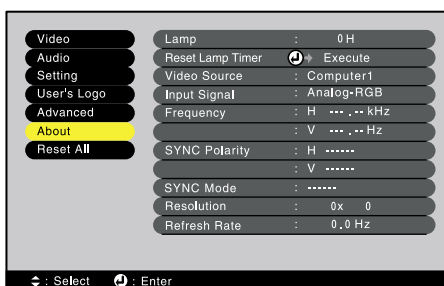 Video
Audio
Setting
User's Logo
Advanced
About
Reset All
Lamp : 0 H
Reset Lamp Timer Execute
Video Source : Computer1
Input Signal : Analog-RGB
Frequency : H ---.-- kHz
: V ---.-- Hz
SYNC Polarity : H ------
: V ------
SYNC Mode : ------
Resolution : 0x 0
Refresh Rate : 0.0 Hz
: Select : Enter